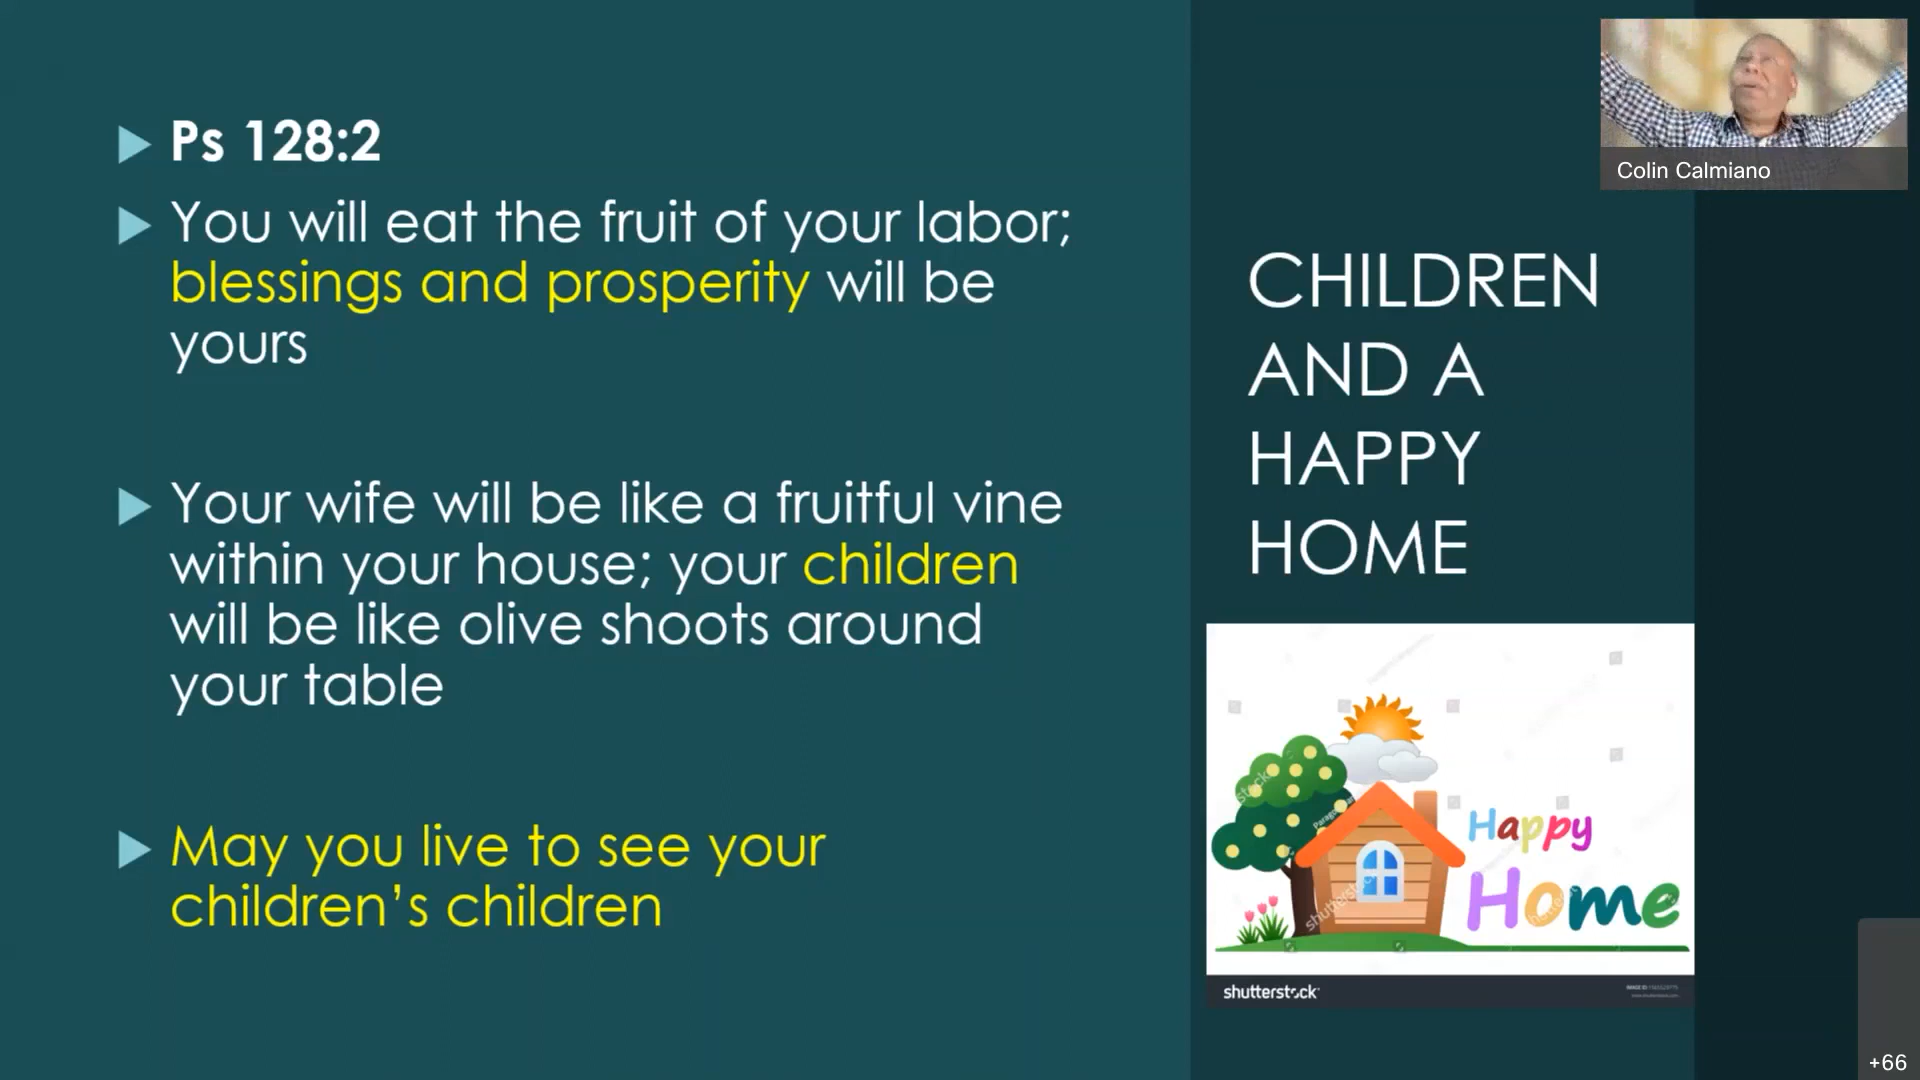 Ps 128:2
You will eat the fruit of your labor;
blessings and prosperity will be
yours
Your wife will be like a fruitful vine
within your house; your children
will be like olive shoots around
your table
May you live to see your
children’s children
CHILDREN
AND A
HAPPY
HOME
Happy
Home
shutterstock
Colin Calmiano
+66